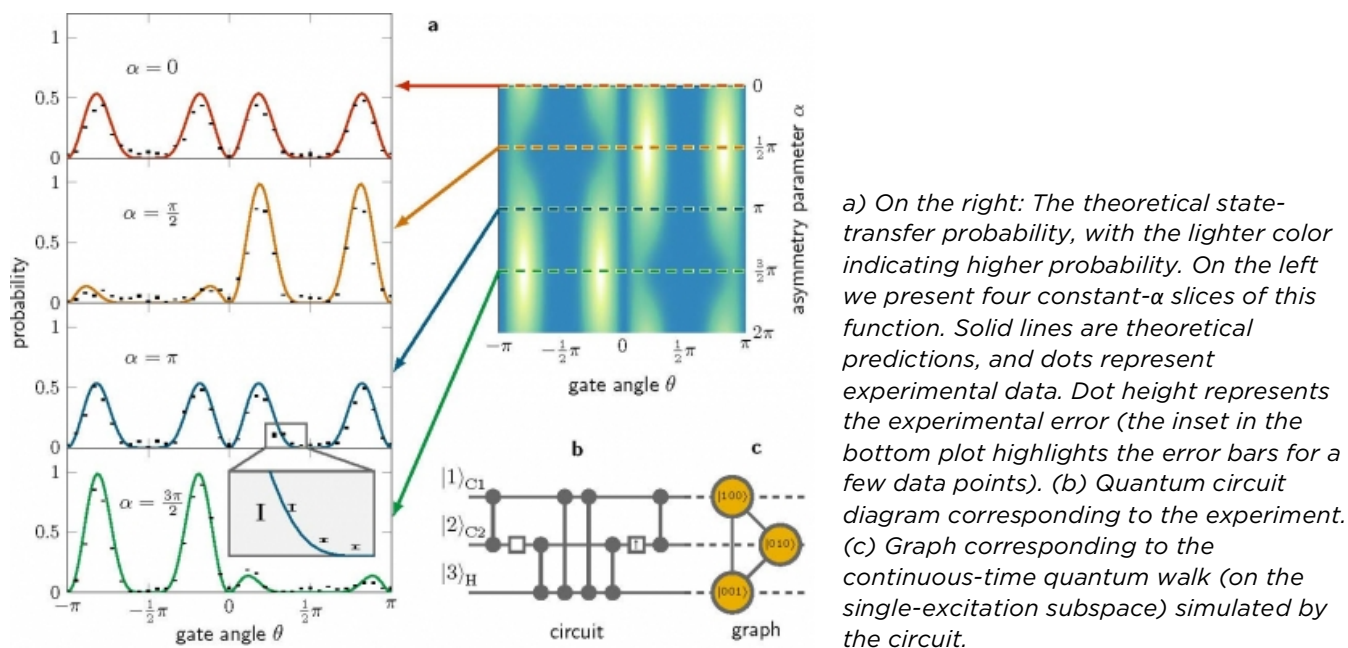 a
1
α = 0
0.5
0
1
α = π/2
0.5
0
probability
1
α = π
0.5
0
1
α = 3π/2
0.5
0
−π
−½π
0
½π
π
gate angle θ
0
½π
π
3/2π
2π
asymmetry parameter α
−π
−½π
0
½π
π
gate angle θ
b
c
|1⟩C1
|2⟩C2
|3⟩H
|100⟩
|010⟩
|001⟩
circuit
graph
a) On the right: The theoretical state-
transfer probability, with the lighter color
indicating higher probability. On the left
we present four constant-α slices of this
function. Solid lines are theoretical
predictions, and dots represent
experimental data. Dot height represents
the experimental error (the inset in the
bottom plot highlights the error bars for a
few data points). (b) Quantum circuit
diagram corresponding to the experiment.
(c) Graph corresponding to the
continuous-time quantum walk (on the
single-excitation subspace) simulated by
the circuit.